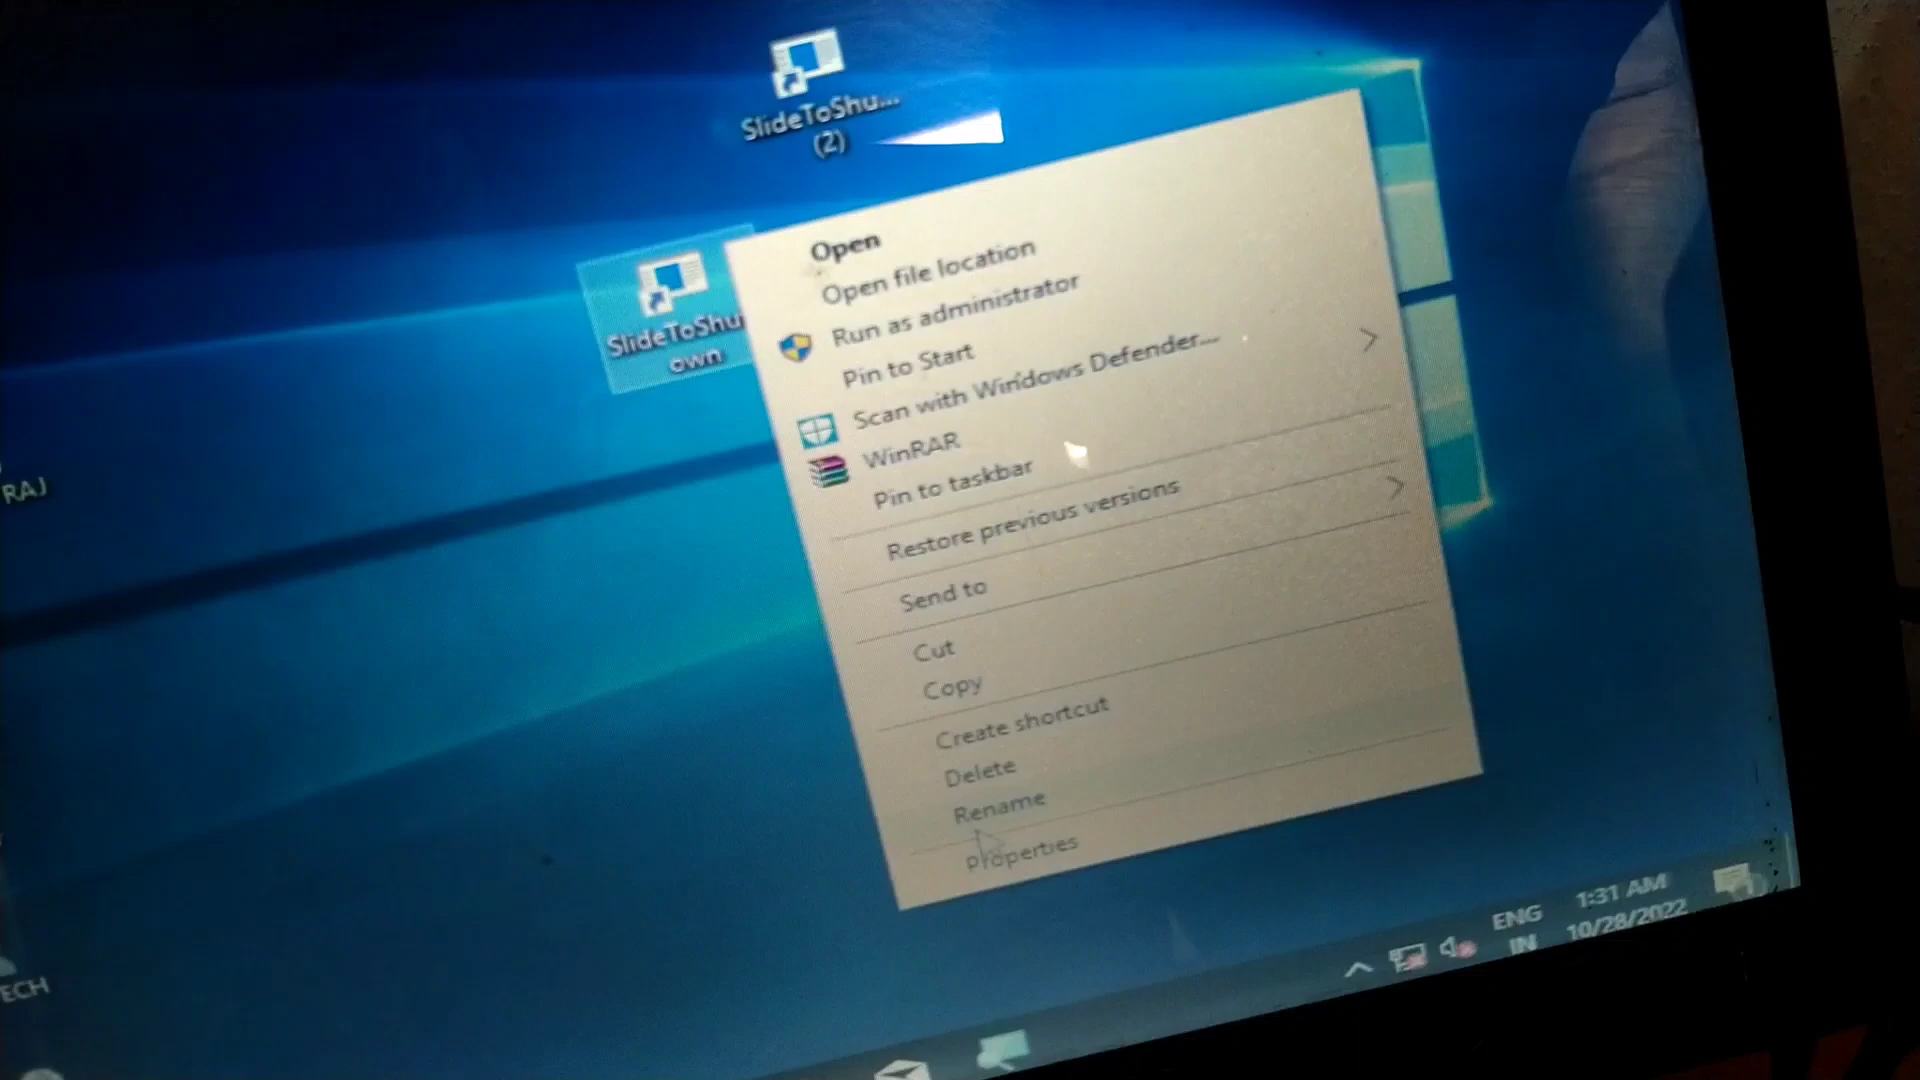 SlideToShu...
(2)
SlideToShu
own
Open
Open file location
Run as administrator
Pin to Start
Scan with Windows Defender...
WinRAR
Pin to taskbar
Restore previous versions
Send to
Cut
Copy
Create shortcut
Delete
Rename
Properties
RAJ
ECH
ENG
IN
1:31 AM
10/28/2022